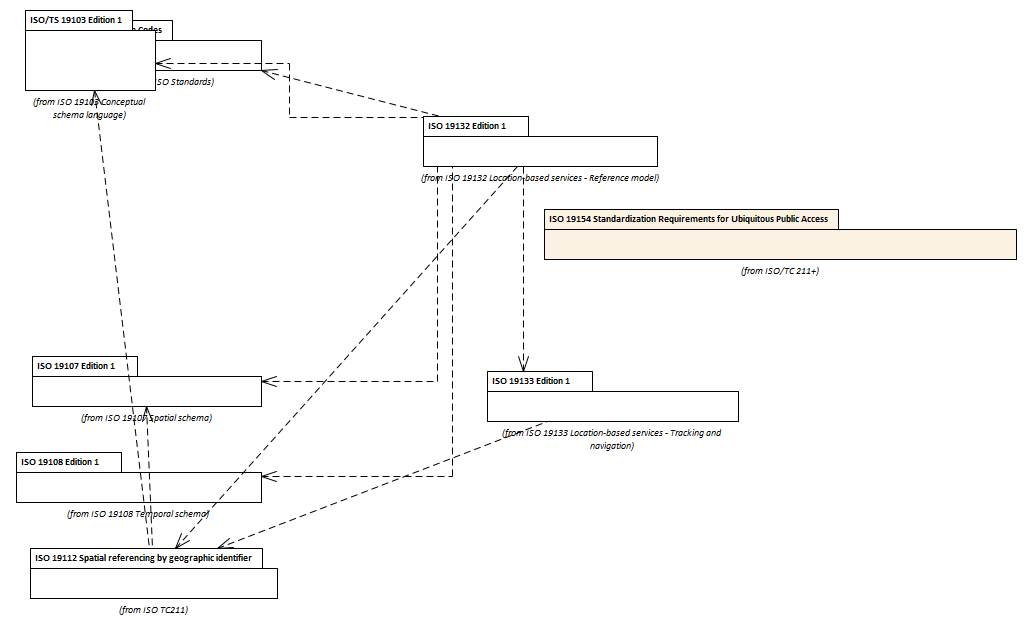 ISO/TS 19103 Edition 1
Codes
ISO Standards)
(from ISO 19103 Conceptual
schema language)
ISO 19132 Edition 1
(from ISO 19132 Location-based services - Reference model)
ISO 19154 Standardization Requirements for Ubiquitous Public Access
(from ISO/TC 211+)
ISO 19107 Edition 1
(from ISO 19107 Spatial schema)
ISO 19133 Edition 1
(from ISO 19133 Location-based services - Tracking and
navigation)
ISO 19108 Edition 1
(from ISO 19108 Temporal schema)
ISO 19112 Spatial referencing by geographic identifier
(from ISO TC211)